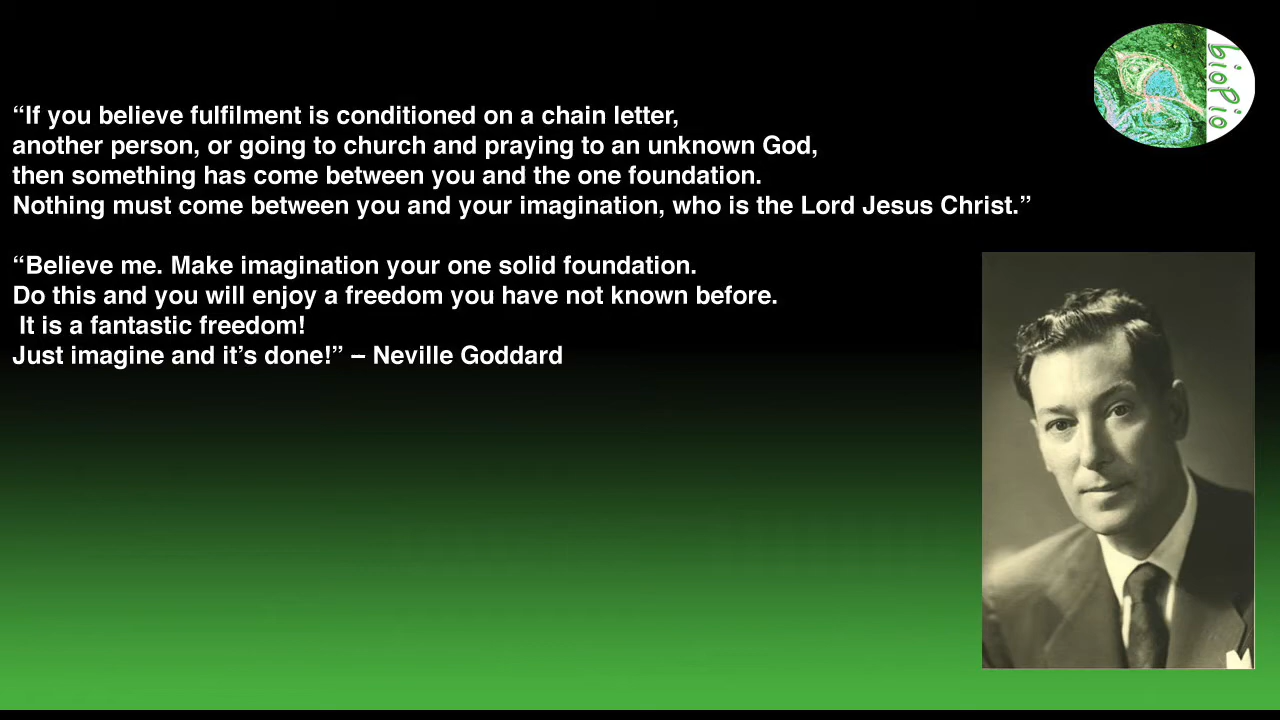 “If you believe fulfilment is conditioned on a chain letter,
another person, or going to church and praying to an unknown God,
then something has come between you and the one foundation.
Nothing must come between you and your imagination, who is the Lord Jesus Christ.”
“Believe me. Make imagination your one solid foundation.
Do this and you will enjoy a freedom you have not known before.
It is a fantastic freedom!
Just imagine and it’s done!” – Neville Goddard
bioPio